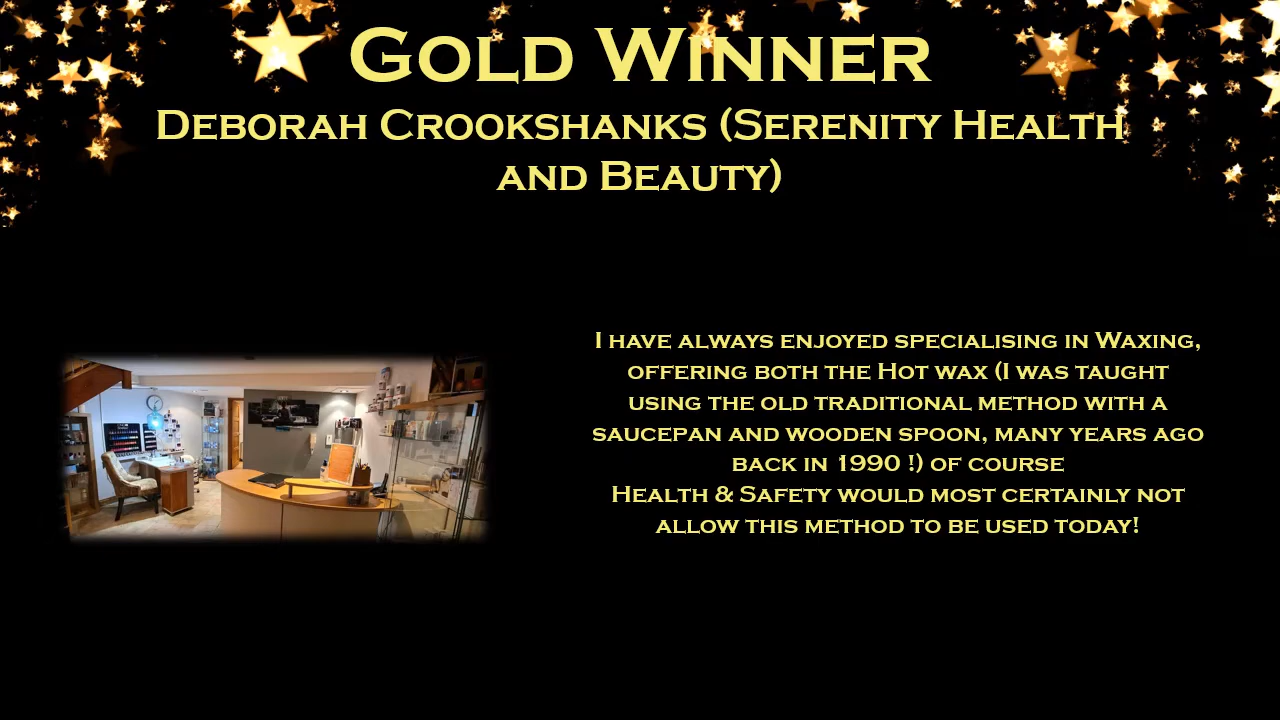 Gold Winner
Deborah Crookshanks (Serenity Health
and Beauty)
I have always enjoyed specialising in Waxing,
offering both the Hot wax (I was taught
using the old traditional method with a
saucepan and wooden spoon, many years ago
back in 1990 !) of course
Health & Safety would most certainly not
allow this method to be used today!